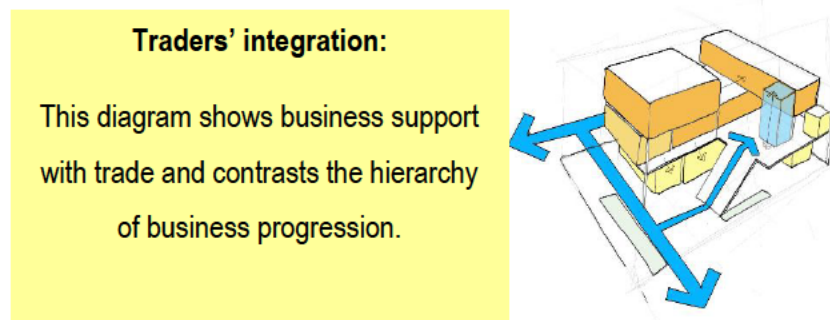 Traders’ integration:
This diagram shows business support
with trade and contrasts the hierarchy
of business progression.